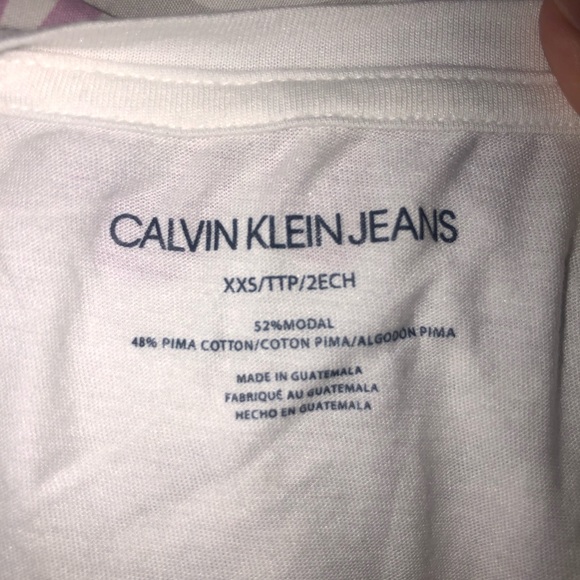 CALVIN KLEIN JEANS
XXS/TTP/2ECH
52%MODAL
48% PIMA COTTON/COTON PIMA/ALGODÓN PIMA
MADE IN GUATEMALA
FABRIQUÉ AU GUATEMALA
HECHO EN GUATEMALA